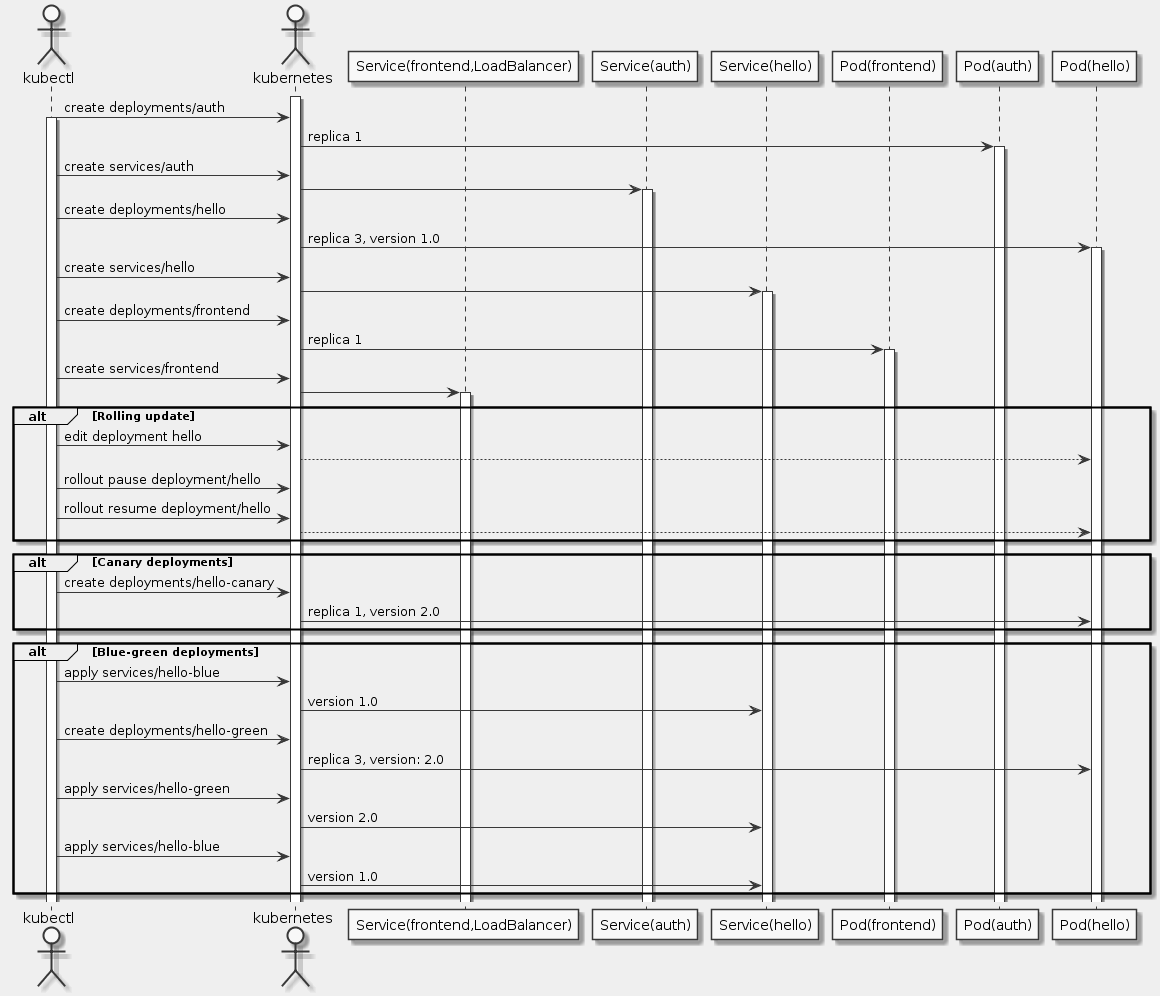 kubectl
kubernetes
Service(frontend,LoadBalancer)
Service(auth)
Service(hello)
Pod(frontend)
Pod(auth)
Pod(hello)
create deployments/auth
replica 1
create services/auth
create deployments/hello
replica 3, version 1.0
create services/hello
create deployments/frontend
replica 1
create services/frontend
alt
[Rolling update]
edit deployment hello
rollout pause deployment/hello
rollout resume deployment/hello
alt
[Canary deployments]
create deployments/hello-canary
replica 1, version 2.0
alt
[Blue-green deployments]
apply services/hello-blue
version 1.0
create deployments/hello-green
replica 3, version: 2.0
apply services/hello-green
version 2.0
apply services/hello-blue
version 1.0
kubectl
kubernetes
Service(frontend,LoadBalancer)
Service(auth)
Service(hello)
Pod(frontend)
Pod(auth)
Pod(hello)